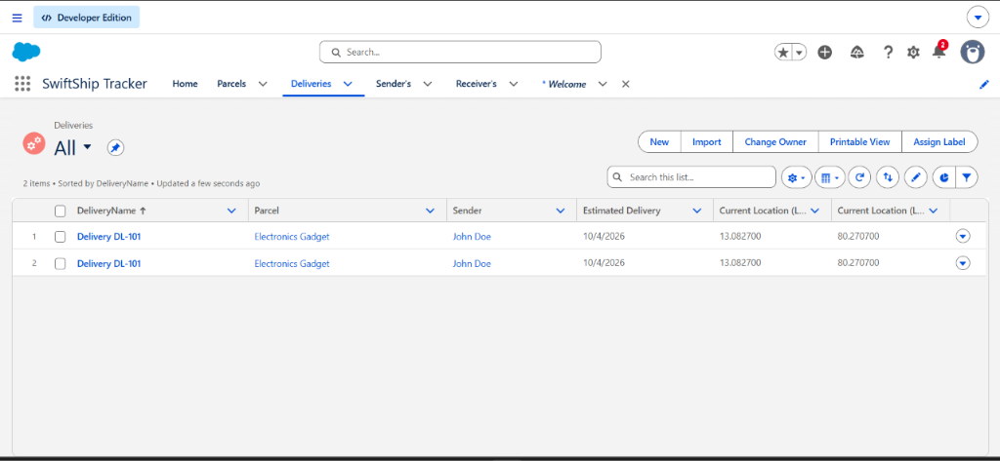 Developer Edition
Search...
2
SwiftShip Tracker Home Parcels Deliveries Sender's Receiver's * Welcome
Deliveries
All
New Import Change Owner Printable View Assign Label
2 items • Sorted by DeliveryName • Updated a few seconds ago
Search this list...
DeliveryName Parcel Sender Estimated Delivery Current Location (L... Current Location (L...
1 Delivery DL-101 Electronics Gadget John Doe 10/4/2026 13.082700 80.270700
2 Delivery DL-101 Electronics Gadget John Doe 10/4/2026 13.082700 80.270700